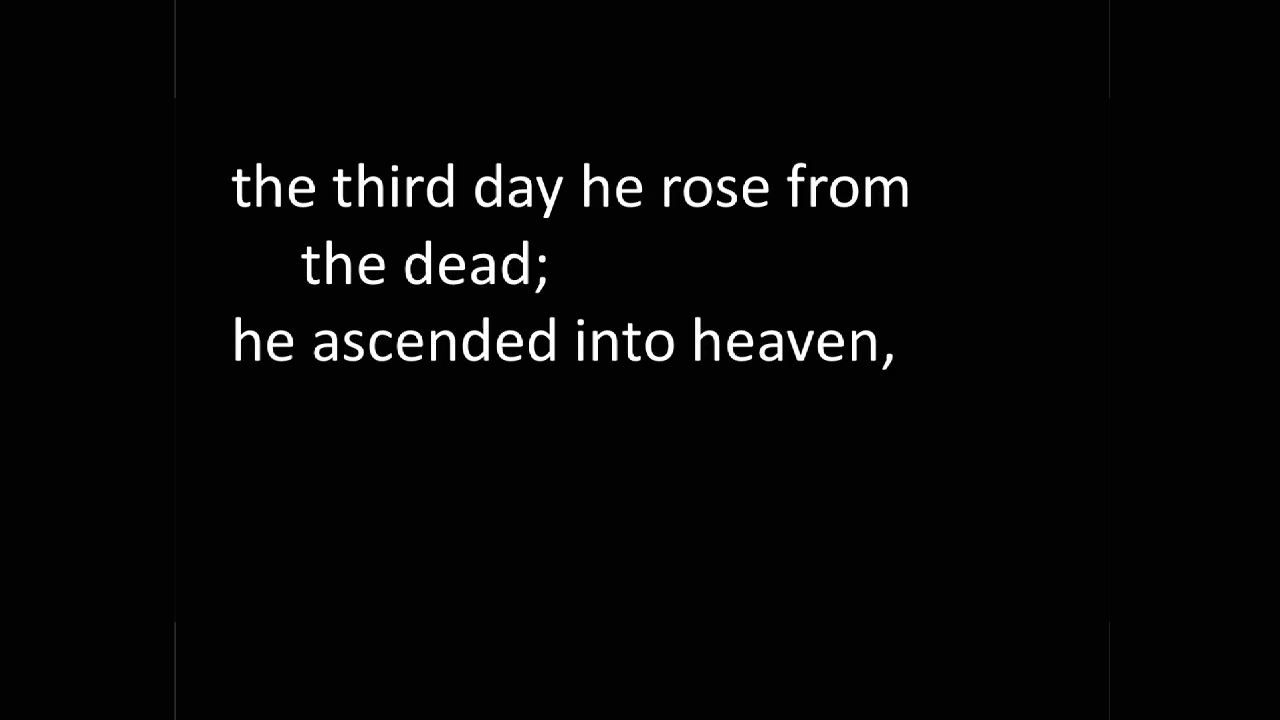 the third day he rose from
the dead;
he ascended into heaven,